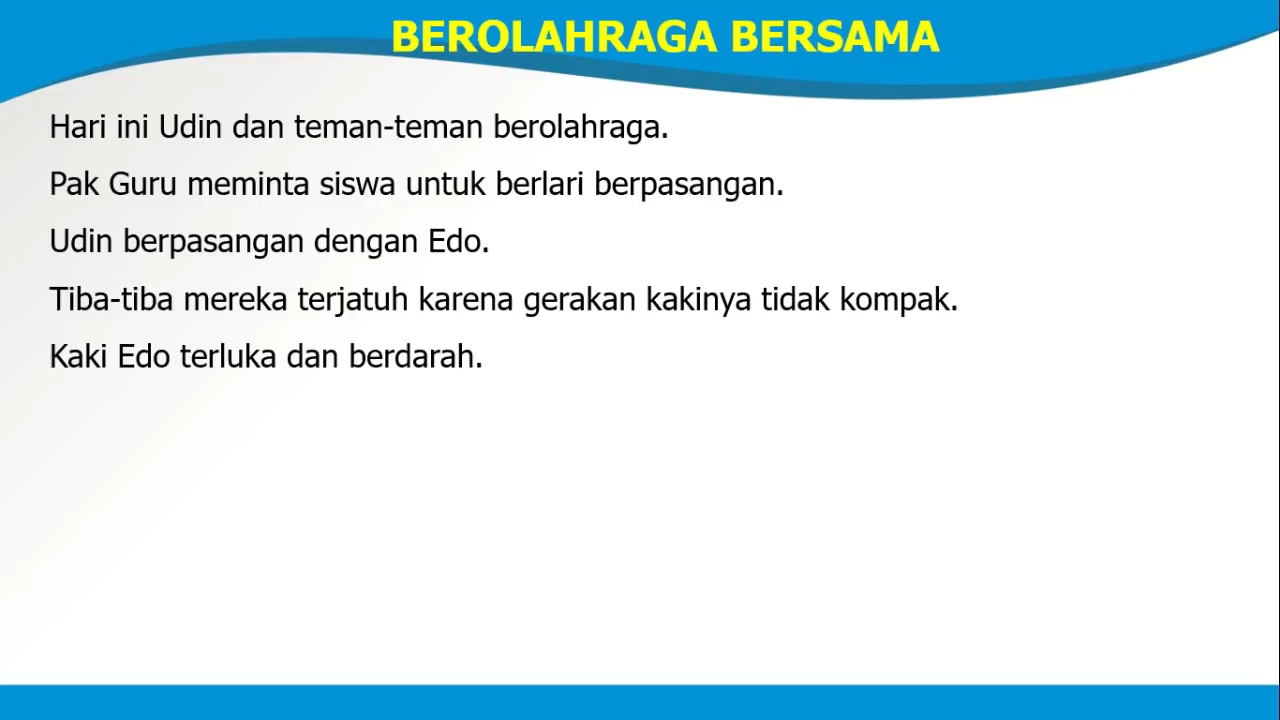 BEROLAHRAGA BERSAMA
Hari ini Udin dan teman-teman berolahraga.
Pak Guru meminta siswa untuk berlari berpasangan.
Udin berpasangan dengan Edo.
Tiba-tiba mereka terjatuh karena gerakan kakinya tidak kompak.
Kaki Edo terluka dan berdarah.